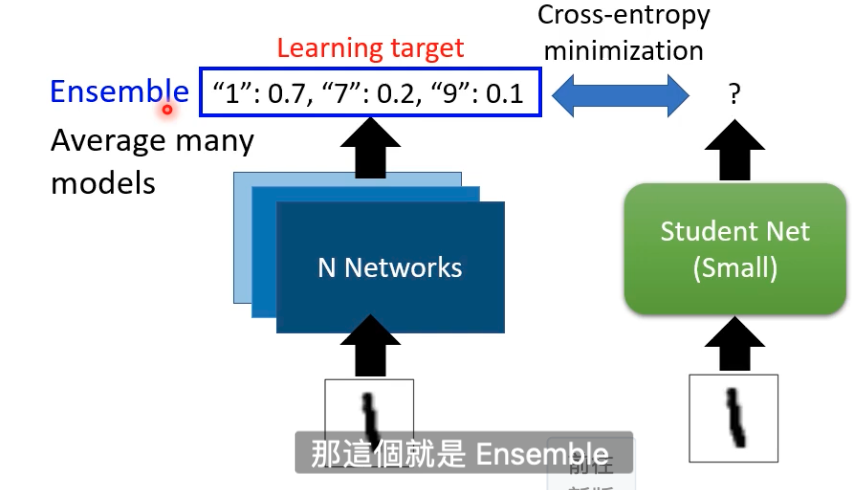 Cross-entropy
minimization
Learning target
Ensemble
“1”: 0.7, “7”: 0.2, “9”: 0.1
?
Average many
models
N Networks
Student Net
(Small)
那這個就是 Ensemble
前往